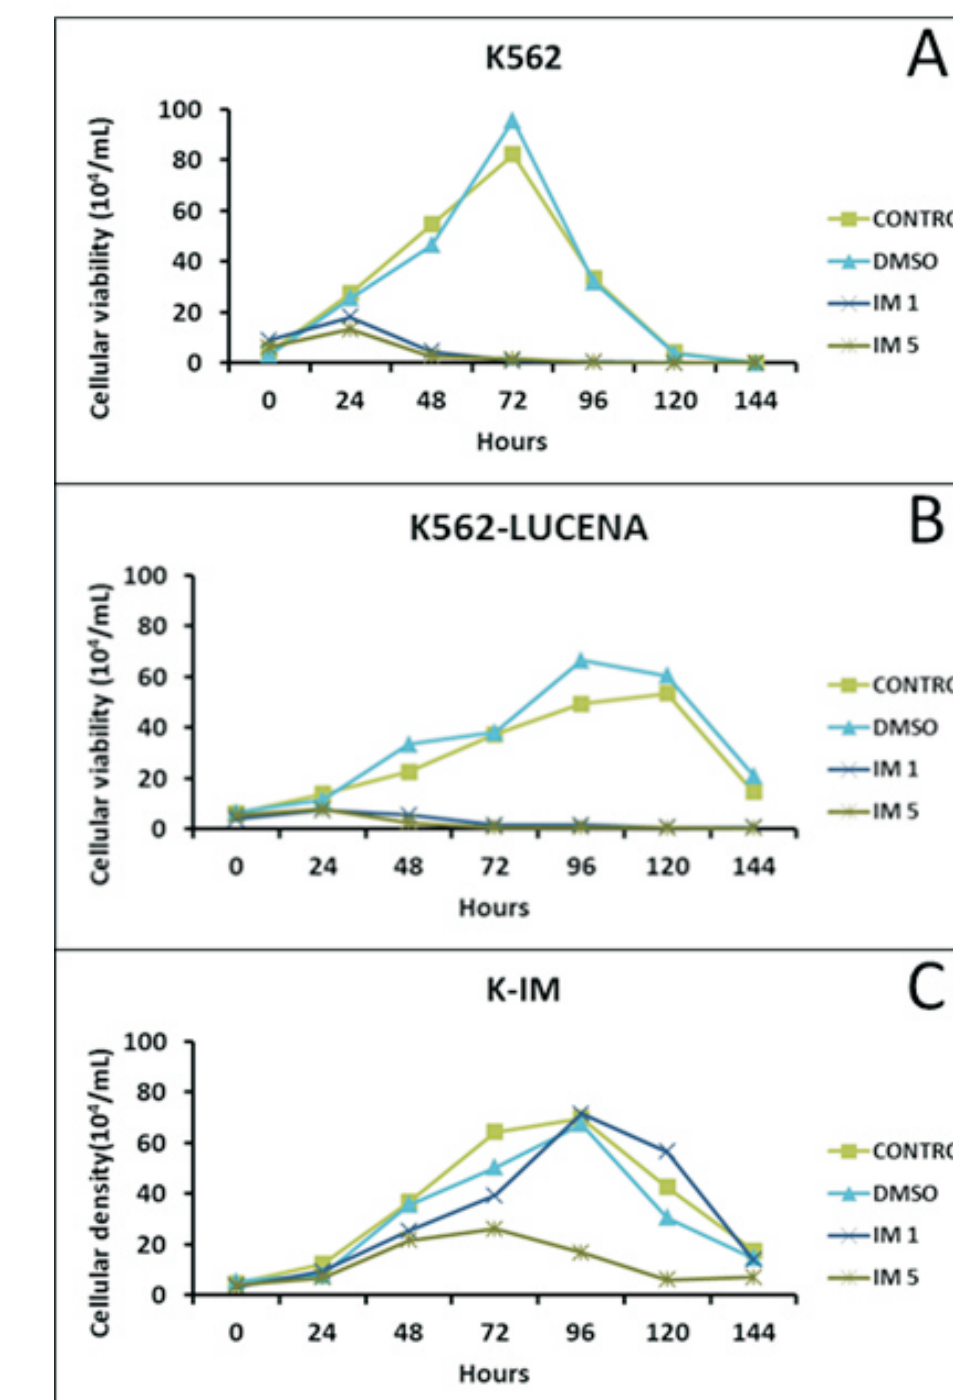 K562
A
Cellular viability (10⁴/mL)
100
80
60
40
20
0
0 24 48 72 96 120 144
Hours
CONTRO
DMSO
IM 1
IM 5
K562-LUCENA
B
Cellular viability (10⁴/mL)
100
80
60
40
20
0
0 24 48 72 96 120 144
Hours
CONTRO
DMSO
IM 1
IM 5
K-IM
C
Cellular density(10⁴/mL)
100
80
60
40
20
0
0 24 48 72 96 120 144
Hours
CONTRO
DMSO
IM 1
IM 5